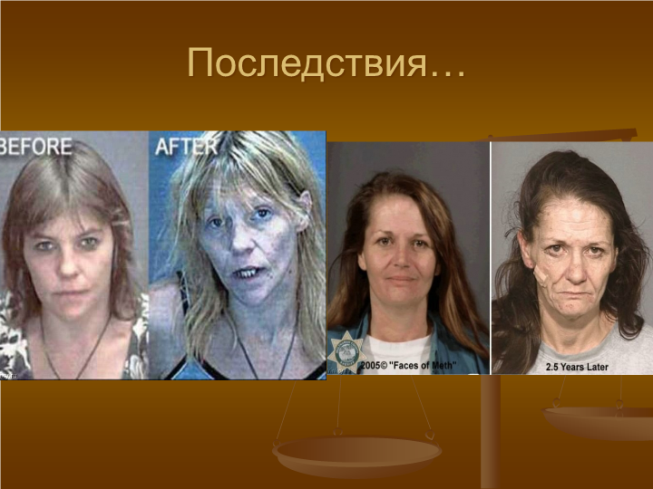 Последствия...
BEFORE
AFTER
2005© "Faces of Meth"
2.5 Years Later